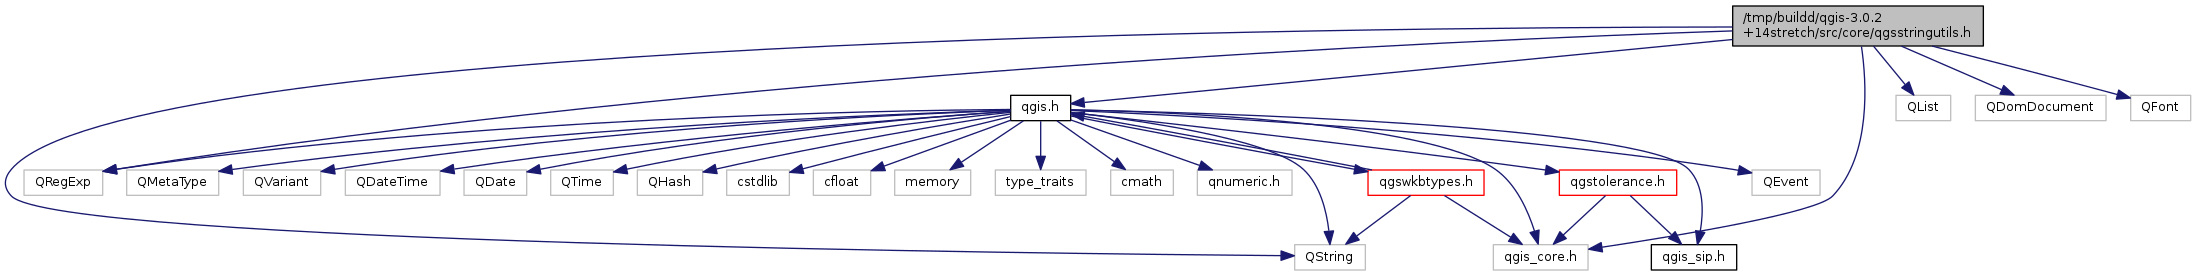 /tmp/buildd/qgis-3.0.2
+14stretch/src/core/qgsstringutils.h
qgis.h
QList
QDomDocument
QFont
QRegExp
QMetaType
QVariant
QDateTime
QDate
QTime
QHash
cstdlib
cfloat
memory
type_traits
cmath
qnumeric.h
qgswkbtypes.h
qgstolerance.h
QEvent
QString
qgis_core.h
qgis_sip.h